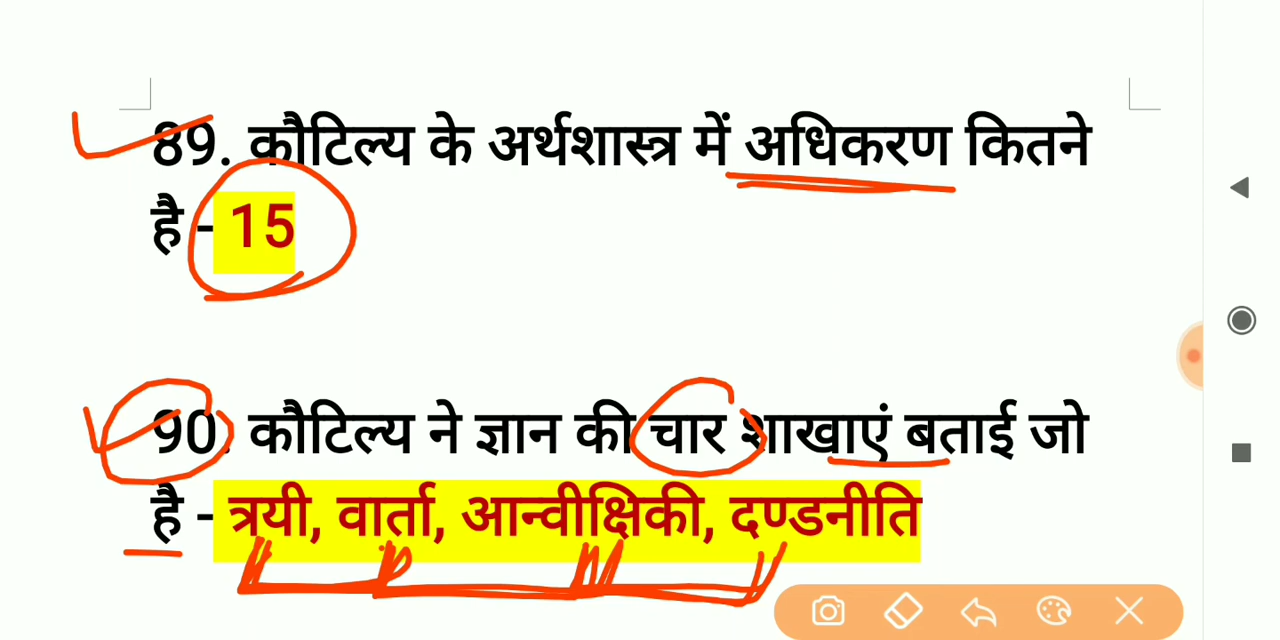 89. कौटिल्य के अर्थशास्त्र में अधिकरण कितने
है - 15
90. कौटिल्य ने ज्ञान की चार शाखाएं बताई जो
है - त्रयी, वार्ता, आन्वीक्षिकी, दण्डनीति